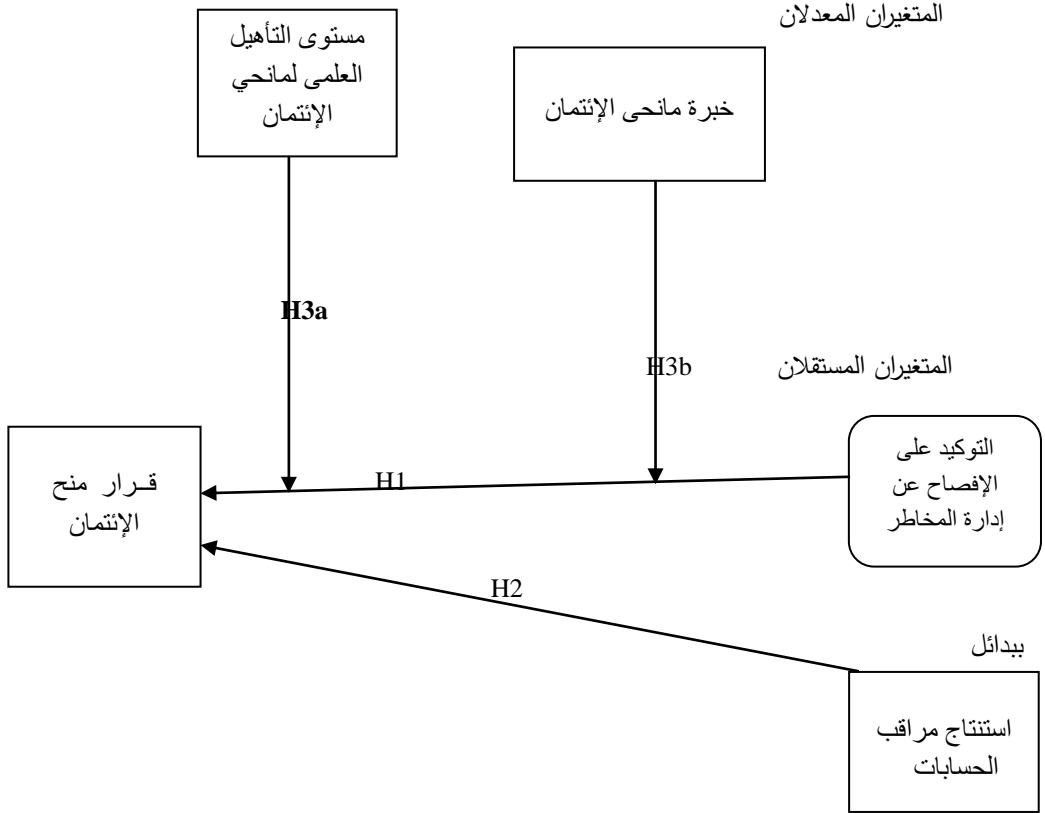 المتغيران المعدلان
مستوى التأهيل
العلمى لمانحي
الإئتمان
خبرة مانحى الإئتمان
H3a
H3b
المتغيران المستقلان
التوكيد على
الإفصاح عن
إدارة المخاطر
H1
قــرار منح
الإئتمان
H2
ببدائل
استنتاج مراقب
الحسابات